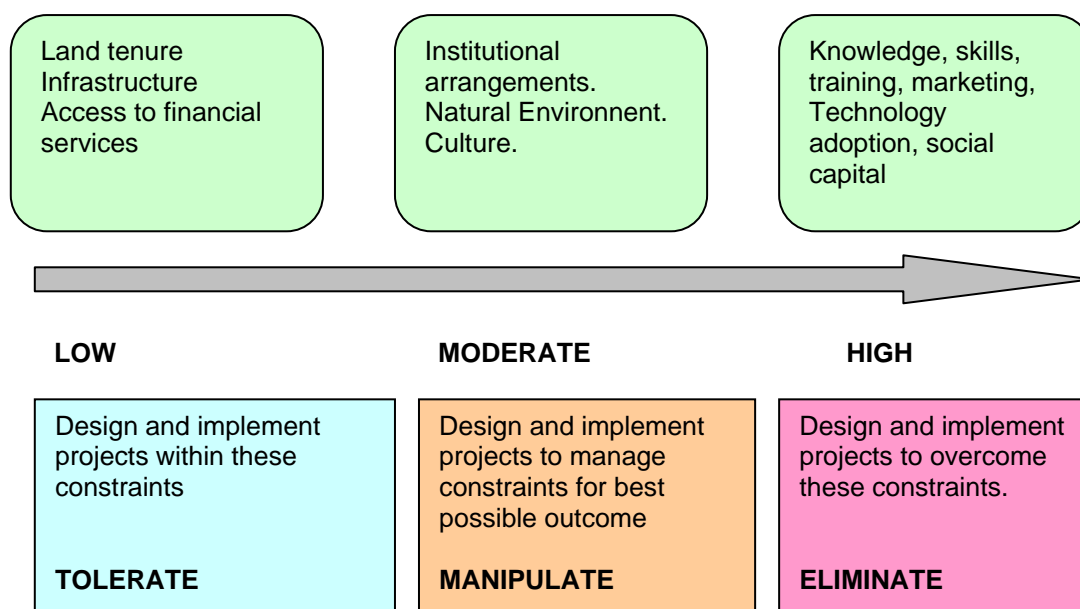 Land tenure
Infrastructure
Access to financial
services
Institutional
arrangements.
Natural Environnent.
Culture.
Knowledge, skills,
training, marketing,
Technology
adoption, social
capital
LOW
MODERATE
HIGH
Design and implement
projects within these
constraints
TOLERATE
Design and implement
projects to manage
constraints for best
possible outcome
MANIPULATE
Design and implement
projects to overcome
these constraints.
ELIMINATE